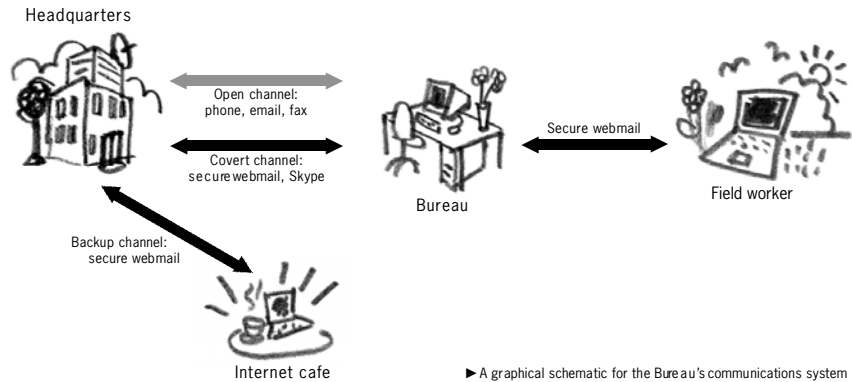 Headquarters
Open channel:
phone, email, fax
Covert channel:
secure webmail, Skype
Secure webmail
Bureau
Field worker
Backup channel:
secure webmail
Internet cafe
►A graphical schematic for the Bureau's communications system